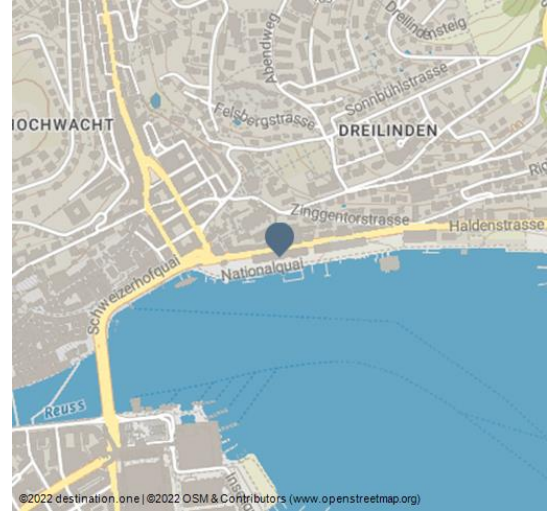 Dreilindensteig
Abendweg
Sonnbühlstrasse
Felsbergstrasse
HOCHWACHT
DREILINDEN
Zinggentorstrasse
Haldenstrasse
Nationalquai
Schweizerhofquai
Reuss
©2022 destination.one | ©2022 OSM & Contributors (www.openstreetmap.org)